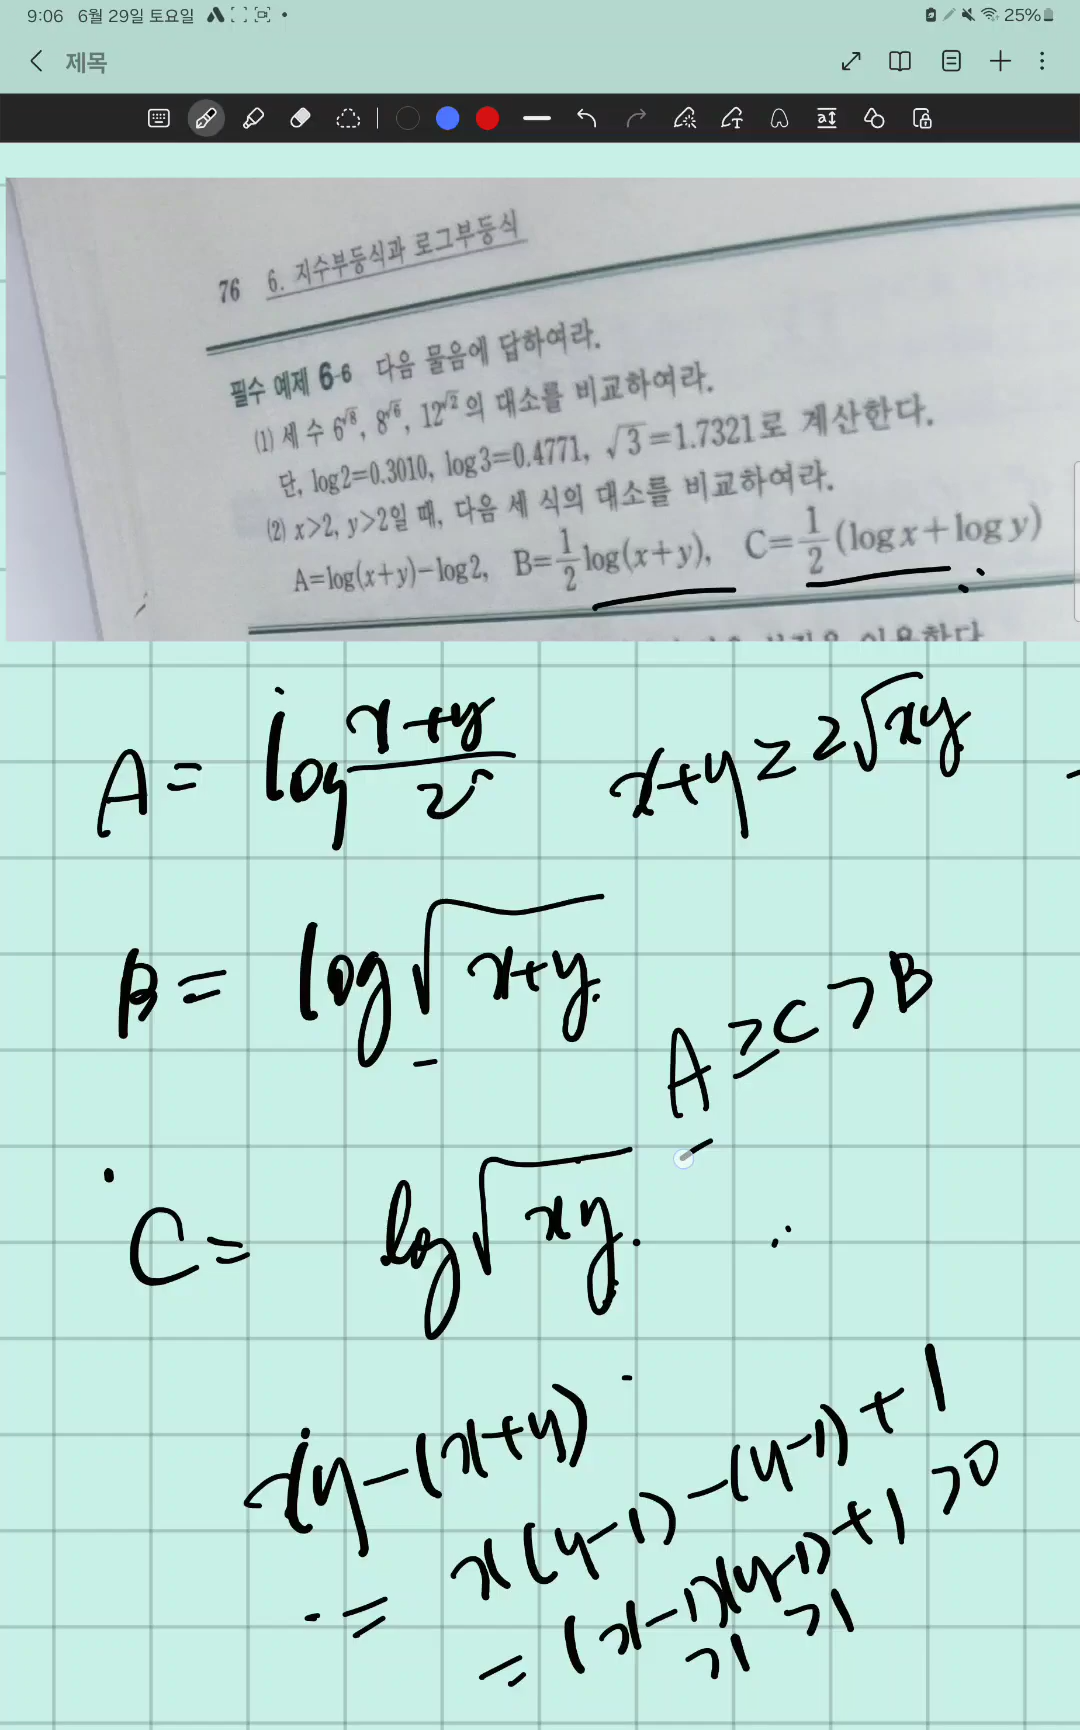 9:06 6월 29일 토요일
25%
제목
76 6. 지수부등식과 로그부등식
필수 예제 6-6 다음 물음에 답하여라.
(1) 세 수 6^√8, 8^√6, 12^√2의 대소를 비교하여라.
단, log2=0.3010, log3=0.4771, √3=1.7321로 계산한다.
(2) x>2, y>2일 때, 다음 세 식의 대소를 비교하여라.
A=log(x+y)-log2, B=1/2 log(x+y), C=1/2 (log x+log y)
A = log (x+y)/2 x+y ≥ 2√xy
B = log √x+y
A ≥ C > B
C = log √xy
xy-(x+y)
= x(y-1)-(y-1)+1
= (x-1)(y-1)+1>0
>1 >1